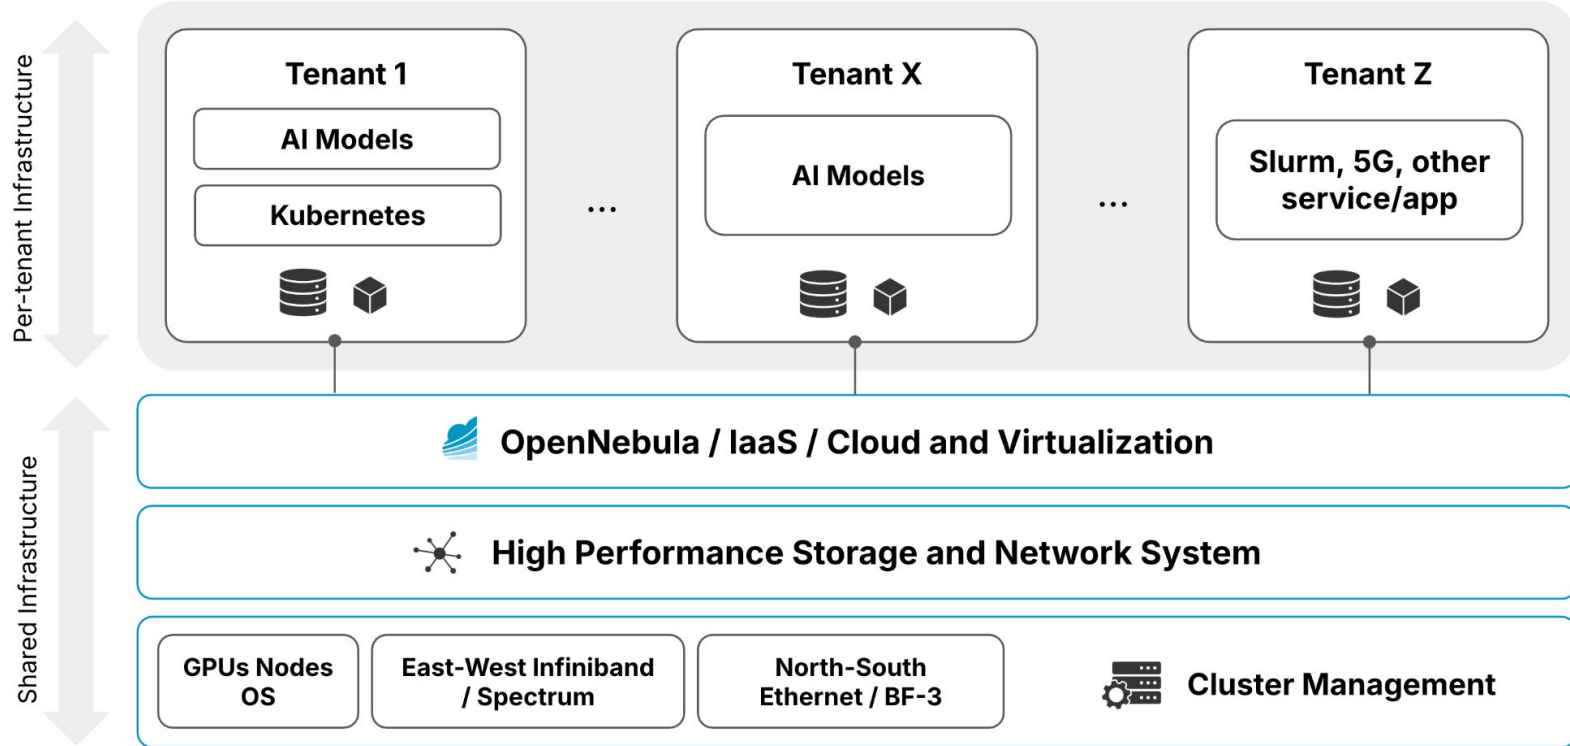 Per-tenant Infrastructure
Tenant 1
AI Models
Kubernetes
...
Tenant X
AI Models
...
Tenant Z
Slurm, 5G, other
service/app
Shared Infrastructure
OpenNebula / IaaS / Cloud and Virtualization
High Performance Storage and Network System
GPUs Nodes
OS
East-West Infiniband
/ Spectrum
North-South
Ethernet / BF-3
Cluster Management